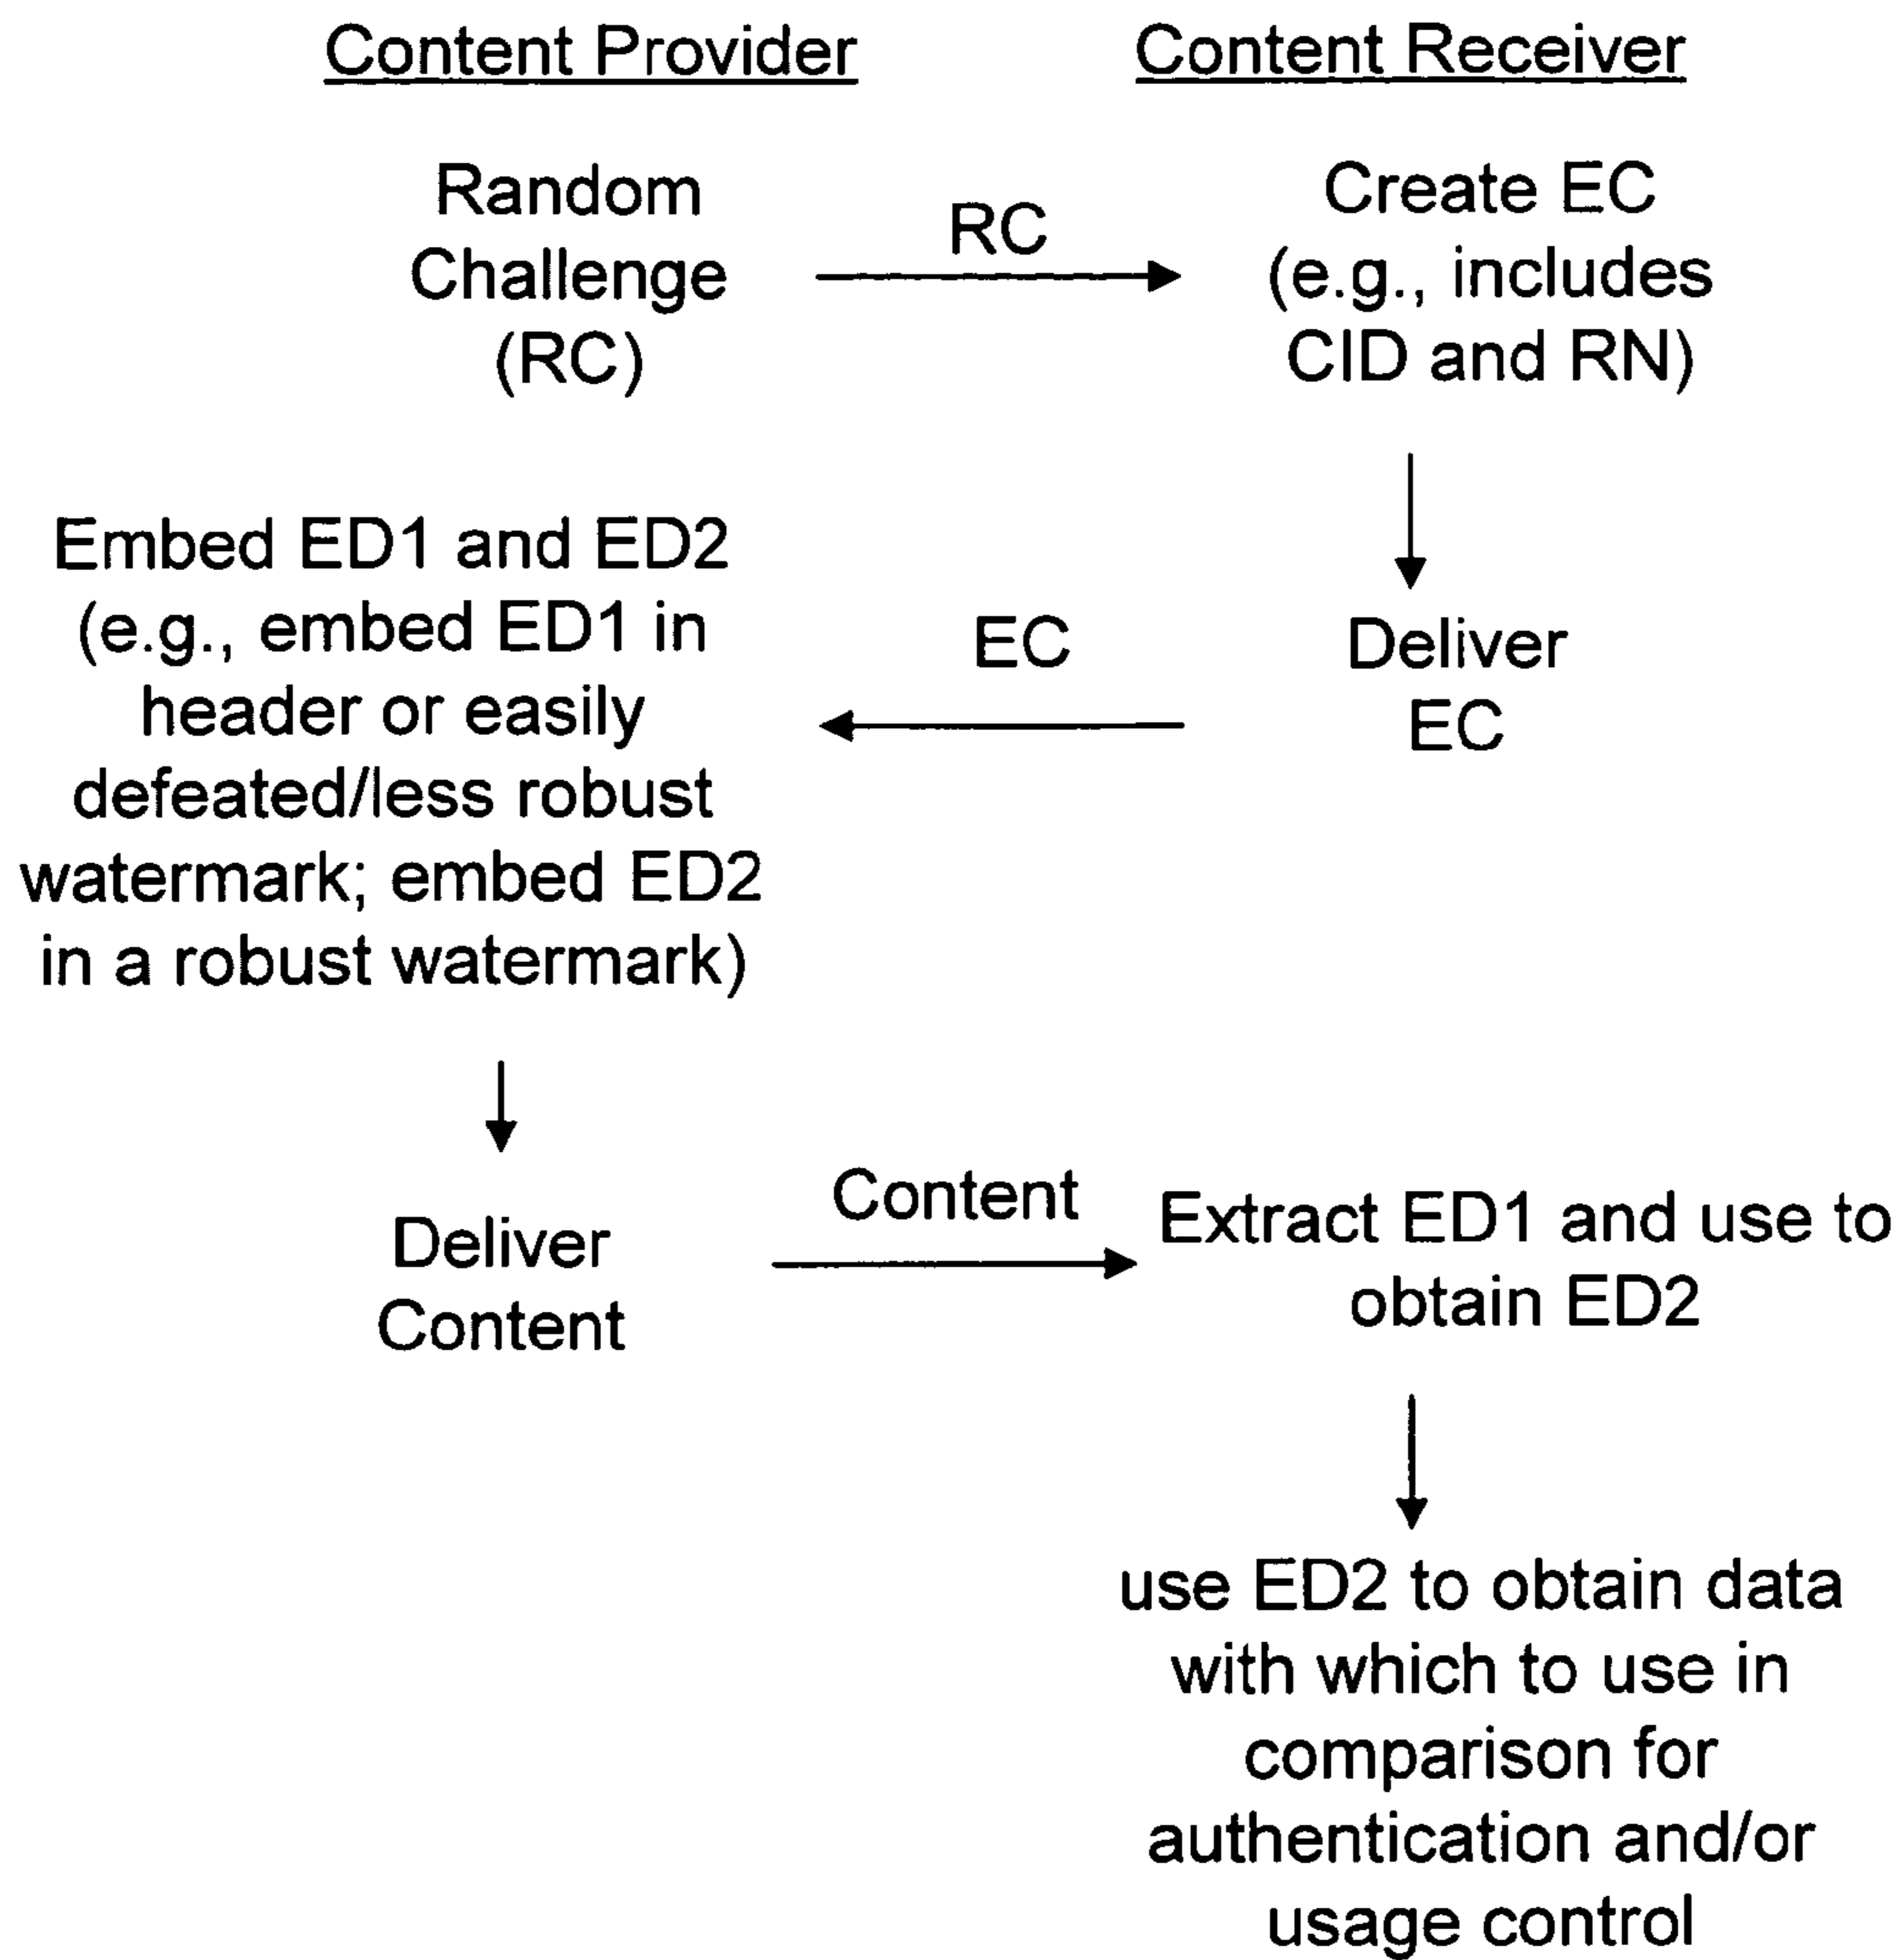 Content Provider
Content Receiver
Random
Challenge
(RC)
RC
Create EC
(e.g., includes
CID and RN)
Deliver
EC
EC
Embed ED1 and ED2
(e.g., embed ED1 in
header or easily
defeated/less robust
watermark; embed ED2
in a robust watermark)
Deliver
Content
Content
Extract ED1 and use to
obtain ED2
use ED2 to obtain data
with which to use in
comparison for
authentication and/or
usage control